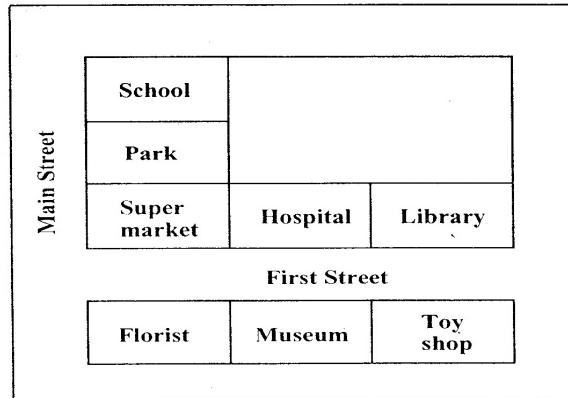 School
Park
Main Street
Super
market
Hospital
Library
First Street
Florist
Museum
Toy
shop